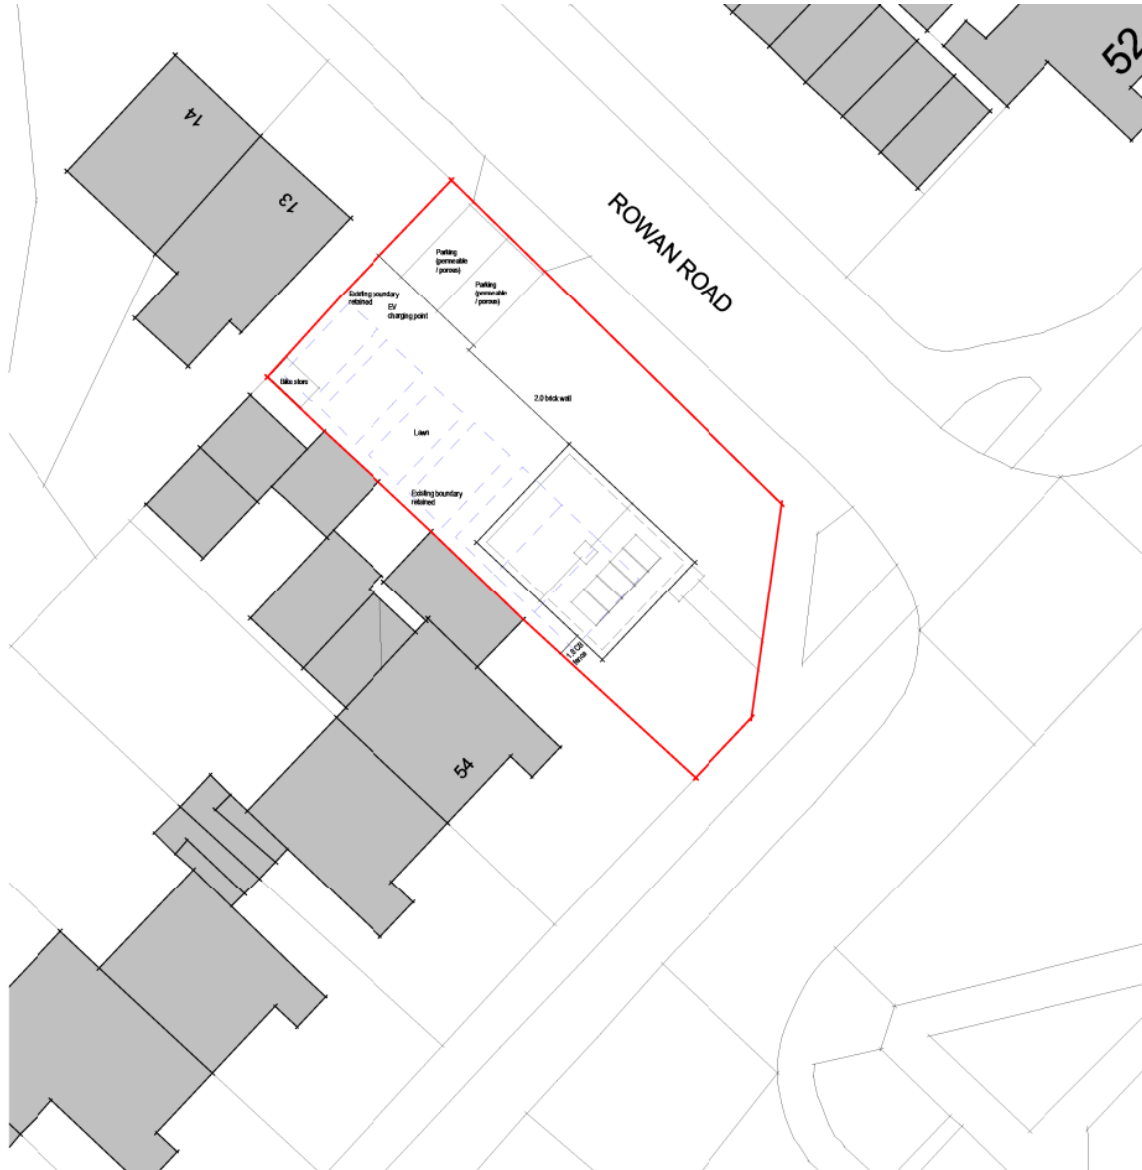 52
14
13
ROWAN ROAD
Parking
(permeable
/ porous)
Parking
(permeable
/ porous)
Existing boundary
retained
EV
charging point
Bike store
2.0 brick wall
Lawn
Existing boundary
retained
1.8 CB
fence
54